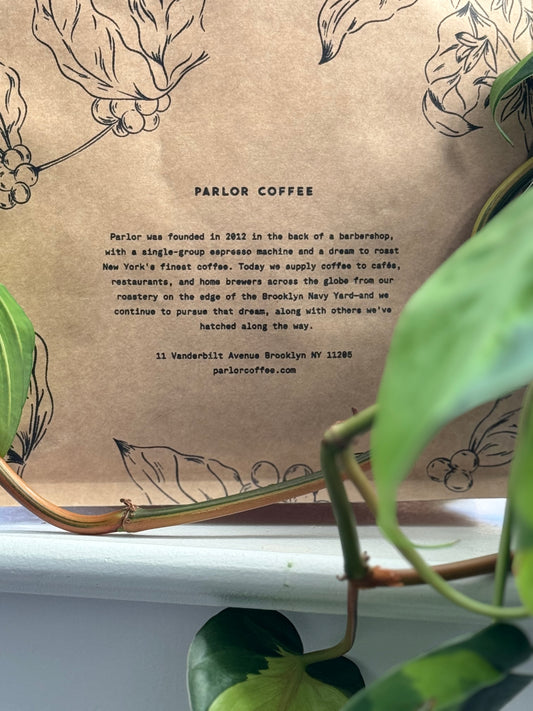 PARLOR COFFEE
Parlor was founded in 2012 in the back of a barbershop,
with a single-group espresso machine and a dream to roast
New York's finest coffee. Today we supply coffee to cafés,
restaurants, and home brewers across the globe from our
roastery on the edge of the Brooklyn Navy Yard—and we
continue to pursue that dream, along with others we've
hatched along the way.
11 Vanderbilt Avenue Brooklyn NY 11205
parlorcoffee.com